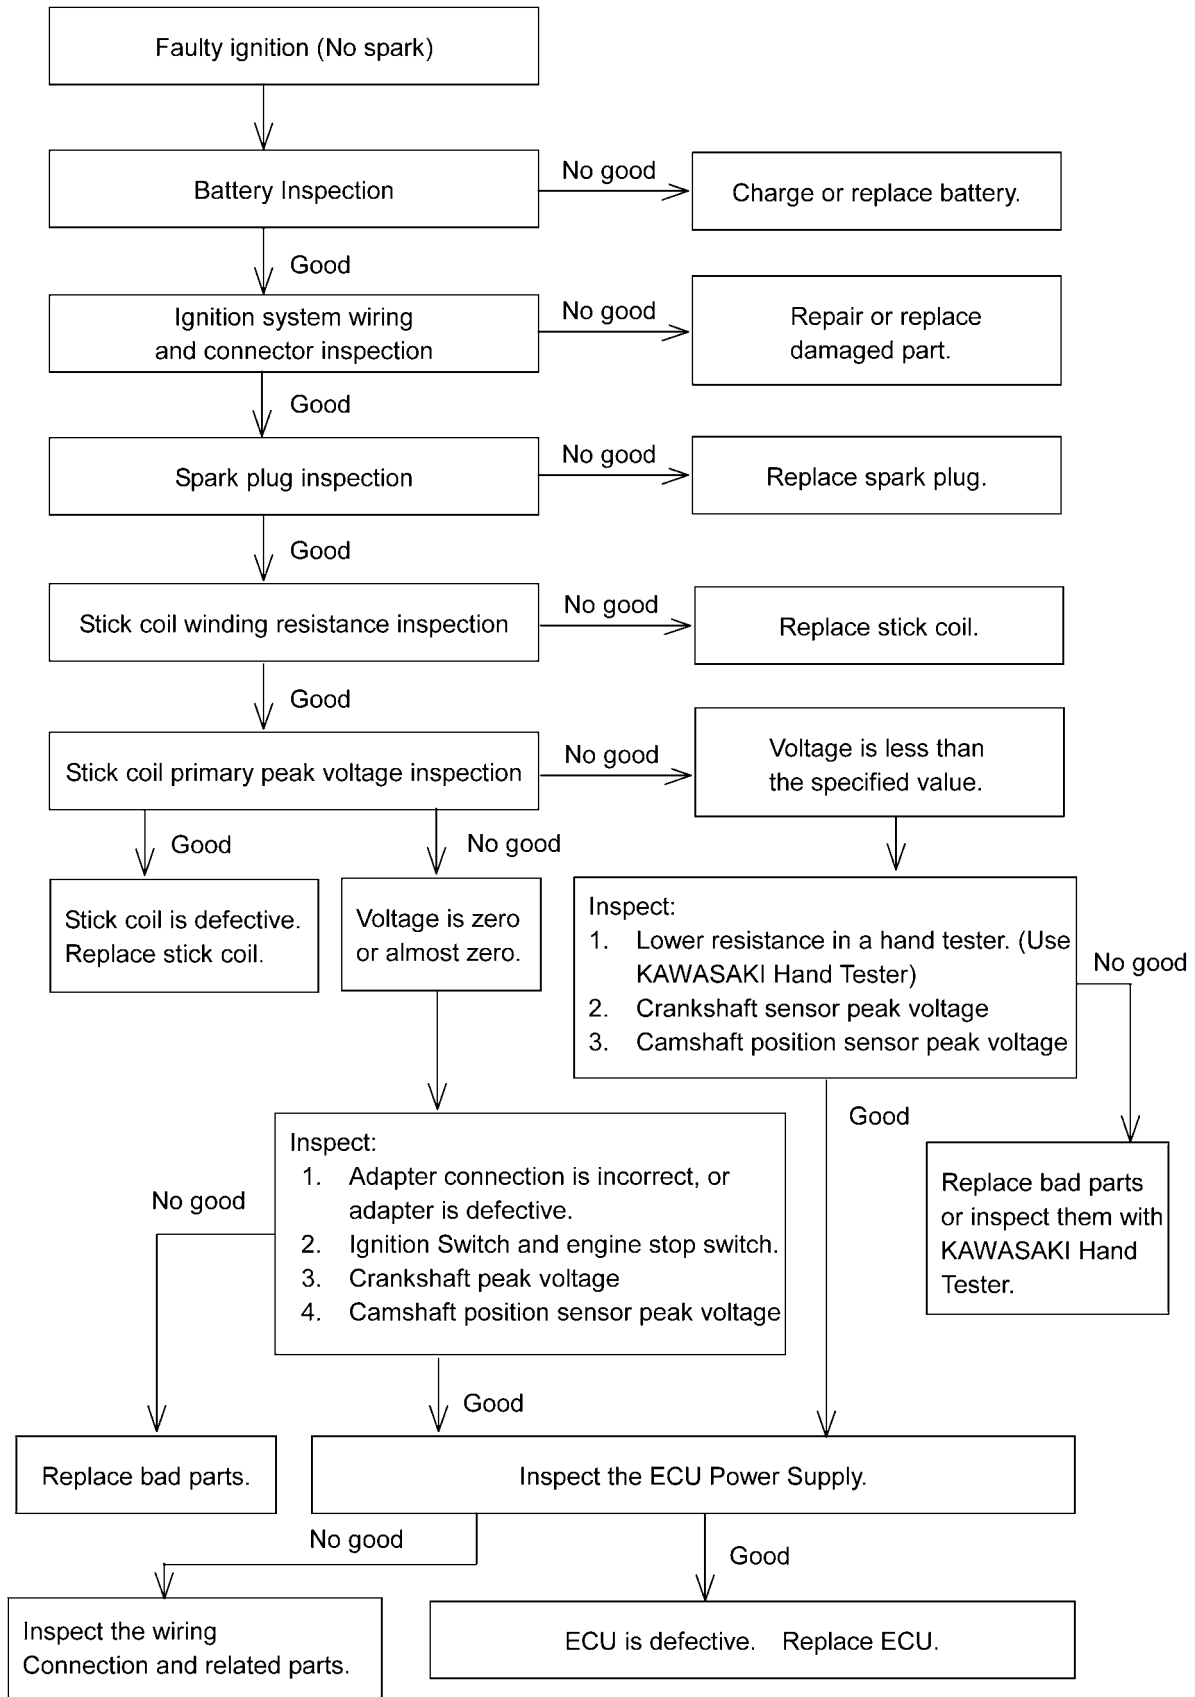 Faulty ignition (No spark)
Battery Inspection
No good
Charge or replace battery.
Good
Ignition system wiring
and connector inspection
No good
Repair or replace
damaged part.
Good
Spark plug inspection
No good
Replace spark plug.
Good
Stick coil winding resistance inspection
No good
Replace stick coil.
Good
Stick coil primary peak voltage inspection
No good
Voltage is less than
the specified value.
Good
No good
Stick coil is defective.
Replace stick coil.
Voltage is zero
or almost zero.
Inspect:
1. Lower resistance in a hand tester. (Use
KAWASAKI Hand Tester)
2. Crankshaft sensor peak voltage
3. Camshaft position sensor peak voltage
No good
Good
Replace bad parts
or inspect them with
KAWASAKI Hand
Tester.
Inspect:
1. Adapter connection is incorrect, or
adapter is defective.
2. Ignition Switch and engine stop switch.
3. Crankshaft peak voltage
4. Camshaft position sensor peak voltage
No good
Good
Replace bad parts.
Inspect the ECU Power Supply.
No good
Good
Inspect the wiring
Connection and related parts.
ECU is defective. Replace ECU.